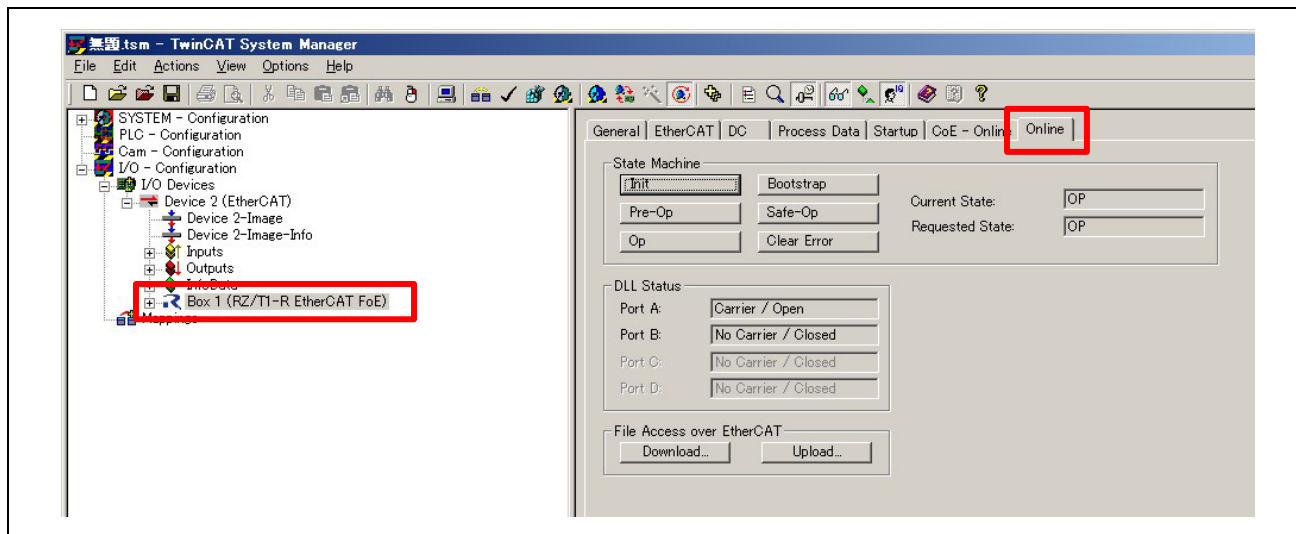 無題.tsm - TwinCAT System Manager
File Edit Actions View Options Help
SYSTEM - Configuration
PLC - Configuration
Cam - Configuration
I/O - Configuration
I/O Devices
Device 2 (EtherCAT)
Device 2-Image
Device 2-Image-Info
Inputs
Outputs
InfoData
Box 1 (RZ/T1-R EtherCAT FoE)
Mappings
General EtherCAT DC Process Data Startup CoE - Online Online
State Machine
Init Bootstrap
Pre-Op Safe-Op
Op Clear Error
Current State: OP
Requested State: OP
DLL Status
Port A: Carrier / Open
Port B: No Carrier / Closed
Port C: No Carrier / Closed
Port D: No Carrier / Closed
File Access over EtherCAT
Download... Upload...